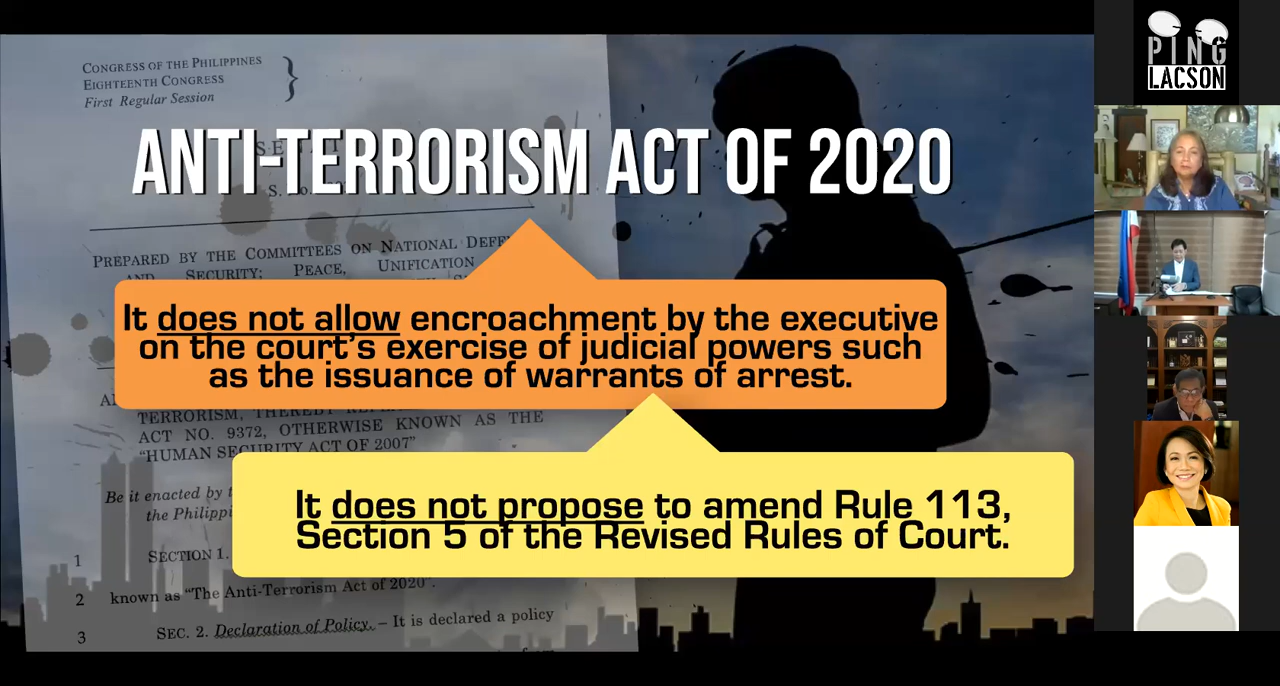 CONGRESS OF THE PHILIPPINES
EIGHTEENTH CONGRESS
First Regular Session
}
ANTI-TERRORISM ACT OF 2020
PREPARED BY THE COMMITTEES ON NATIONAL
AND SECURITY; PEACE, UNIFICATION
It does not allow encroachment by the executive
on the court's exercise of judicial powers such
as the issuance of warrants of arrest.
TERRORISM, THEREBY
ACT NO. 9372, OTHERWISE KNOWN AS THE
"HUMAN SECURITY ACT OF 2007"
Be it enacted by
the
It does not propose to amend Rule 113,
Section 5 of the Revised Rules of Court.
1 SECTION 1.
2 known as "The Anti-Terrorism Act of 2020".
3 SEC. 2. Declaration of Policy. – It is declared a policy
PING
LACSON